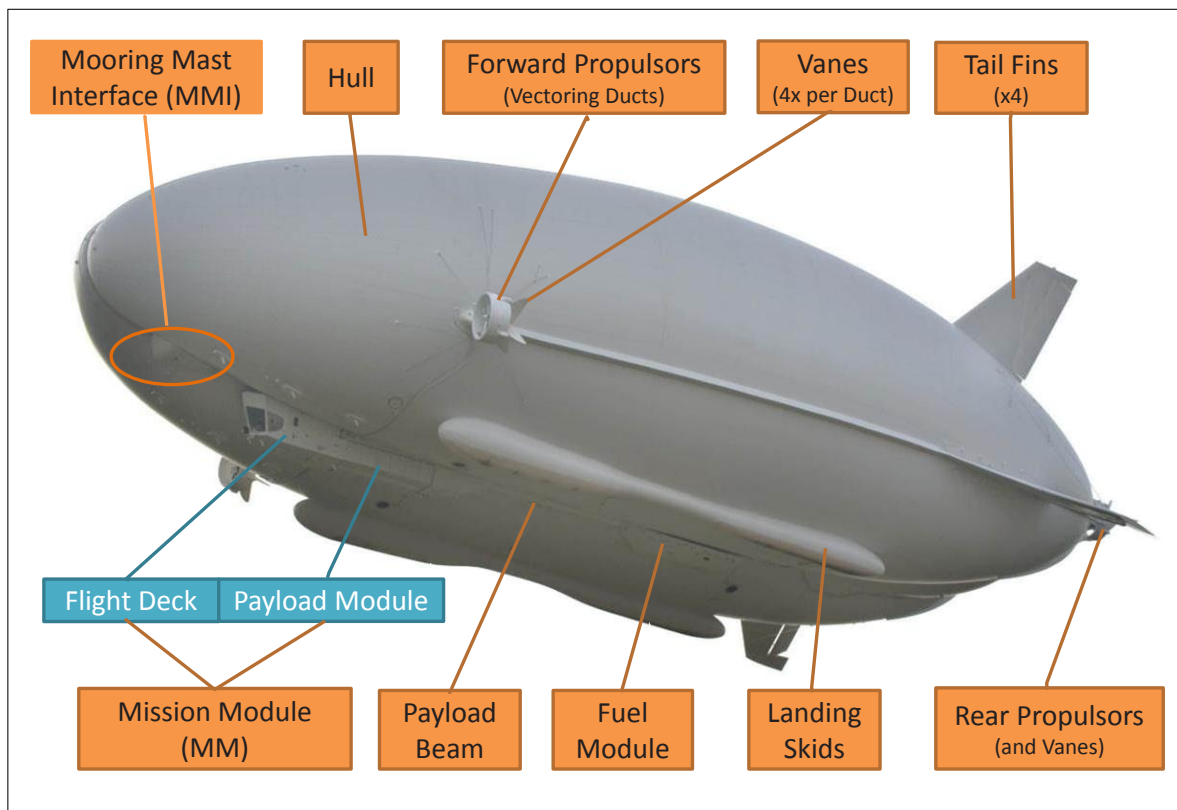 Mooring Mast
Interface (MMI)
Hull
Forward Propulsors
(Vectoring Ducts)
Vanes
(4x per Duct)
Tail Fins
(x4)
Flight Deck
Payload Module
Mission Module
(MM)
Payload
Beam
Fuel
Module
Landing
Skids
Rear Propulsors
(and Vanes)